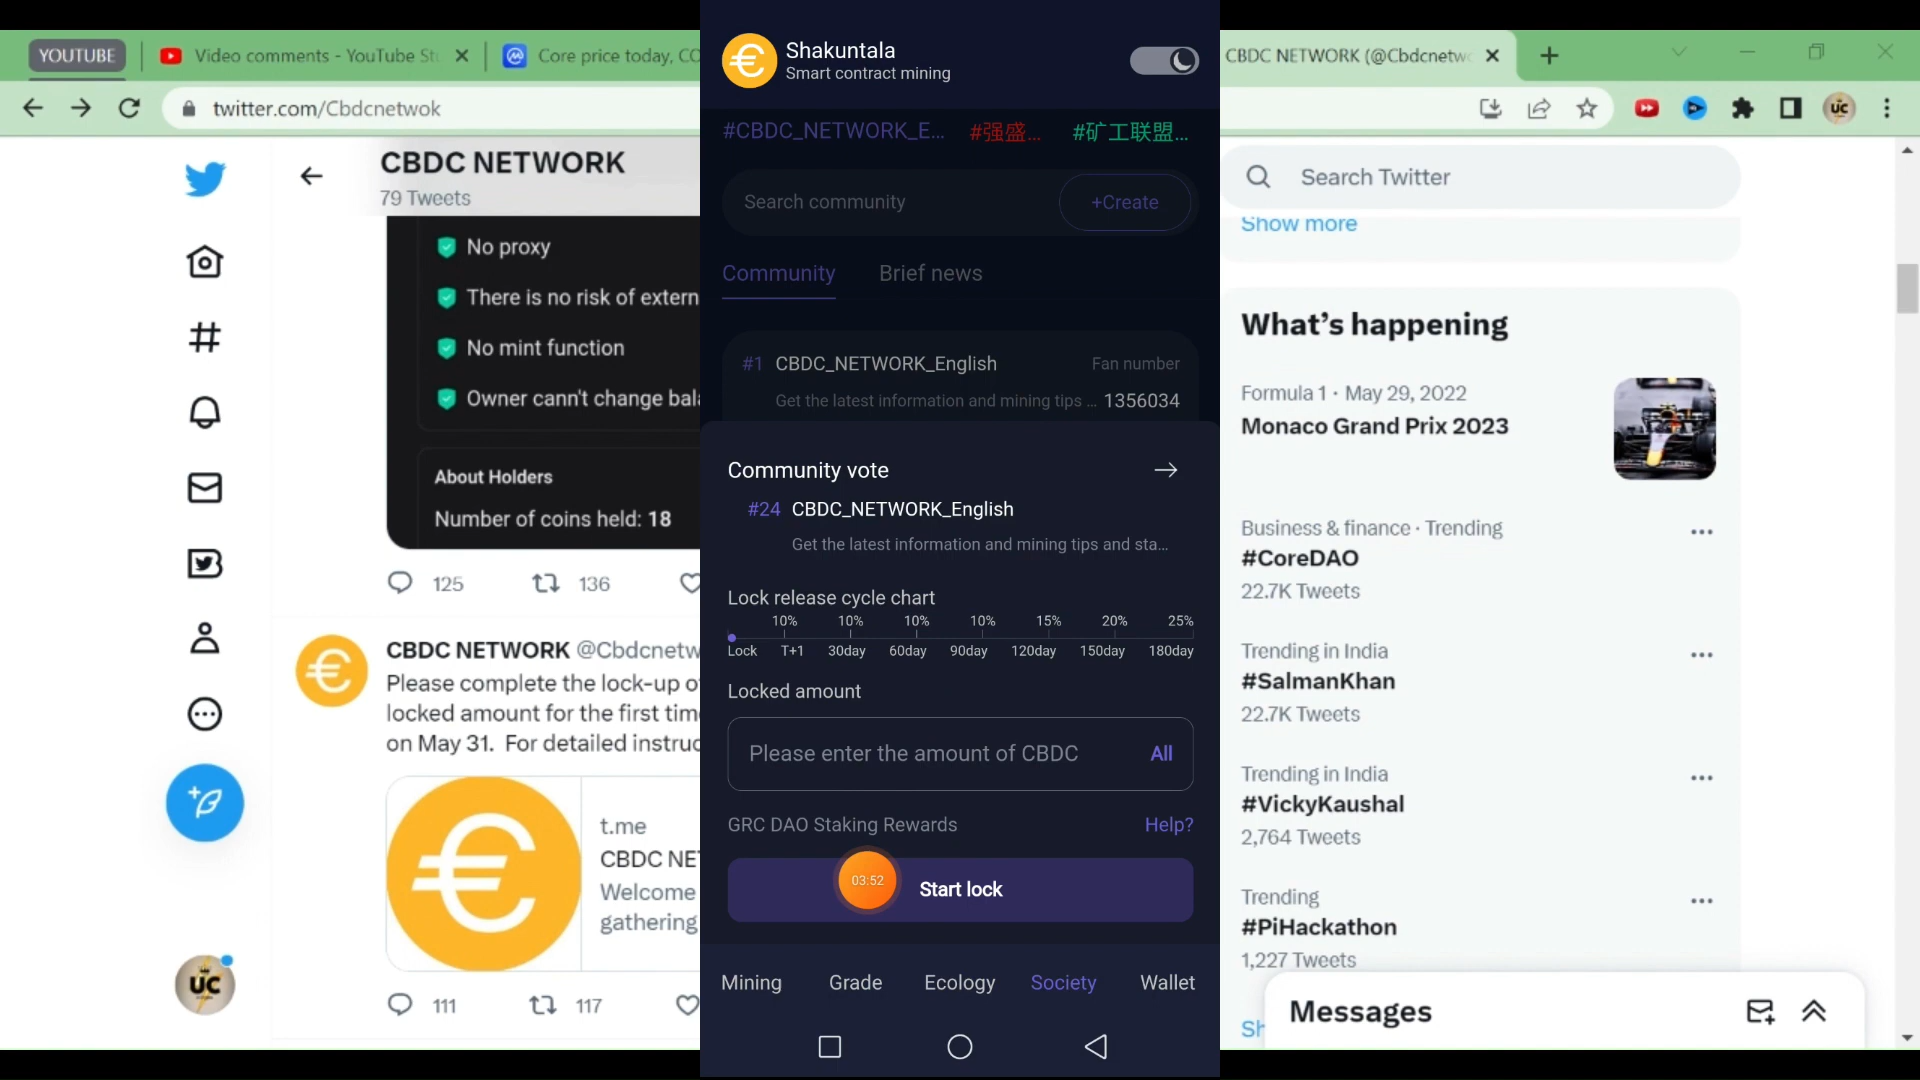 YOUTUBE
Video comments - YouTube Stu
Core price today, CO
CBDC NETWORK (@Cbdcnetwo
twitter.com/Cbdcnetwok
UC
CBDC NETWORK
79 Tweets
No proxy
There is no risk of extern
No mint function
Owner cann't change bala
About Holders
Number of coins held: 18
125
136
CBDC NETWORK @Cbdcnetw
Please complete the lock-up of
locked amount for the first time
on May 31. For detailed instruc
t.me
CBDC NE
Welcome
gathering
111
117
UC
Shakuntala
Smart contract mining
#CBDC_NETWORK_E...
#强盛...
#矿工联盟...
Search community
+Create
Community
Brief news
#1 CBDC_NETWORK_English
Fan number
Get the latest information and mining tips ...
1356034
Community vote
#24 CBDC_NETWORK_English
Get the latest information and mining tips and sta...
Lock release cycle chart
10% 10% 10% 10% 15% 20% 25%
Lock T+1 30day 60day 90day 120day 150day 180day
Locked amount
Please enter the amount of CBDC
All
GRC DAO Staking Rewards
Help?
03:52
Start lock
Mining
Grade
Ecology
Society
Wallet
Search Twitter
Show more
What's happening
Formula 1 · May 29, 2022
Monaco Grand Prix 2023
Business & finance · Trending
#CoreDAO
22.7K Tweets
Trending in India
#SalmanKhan
22.7K Tweets
Trending in India
#VickyKaushal
2,764 Tweets
Trending
#PiHackathon
1,227 Tweets
Sh
Messages